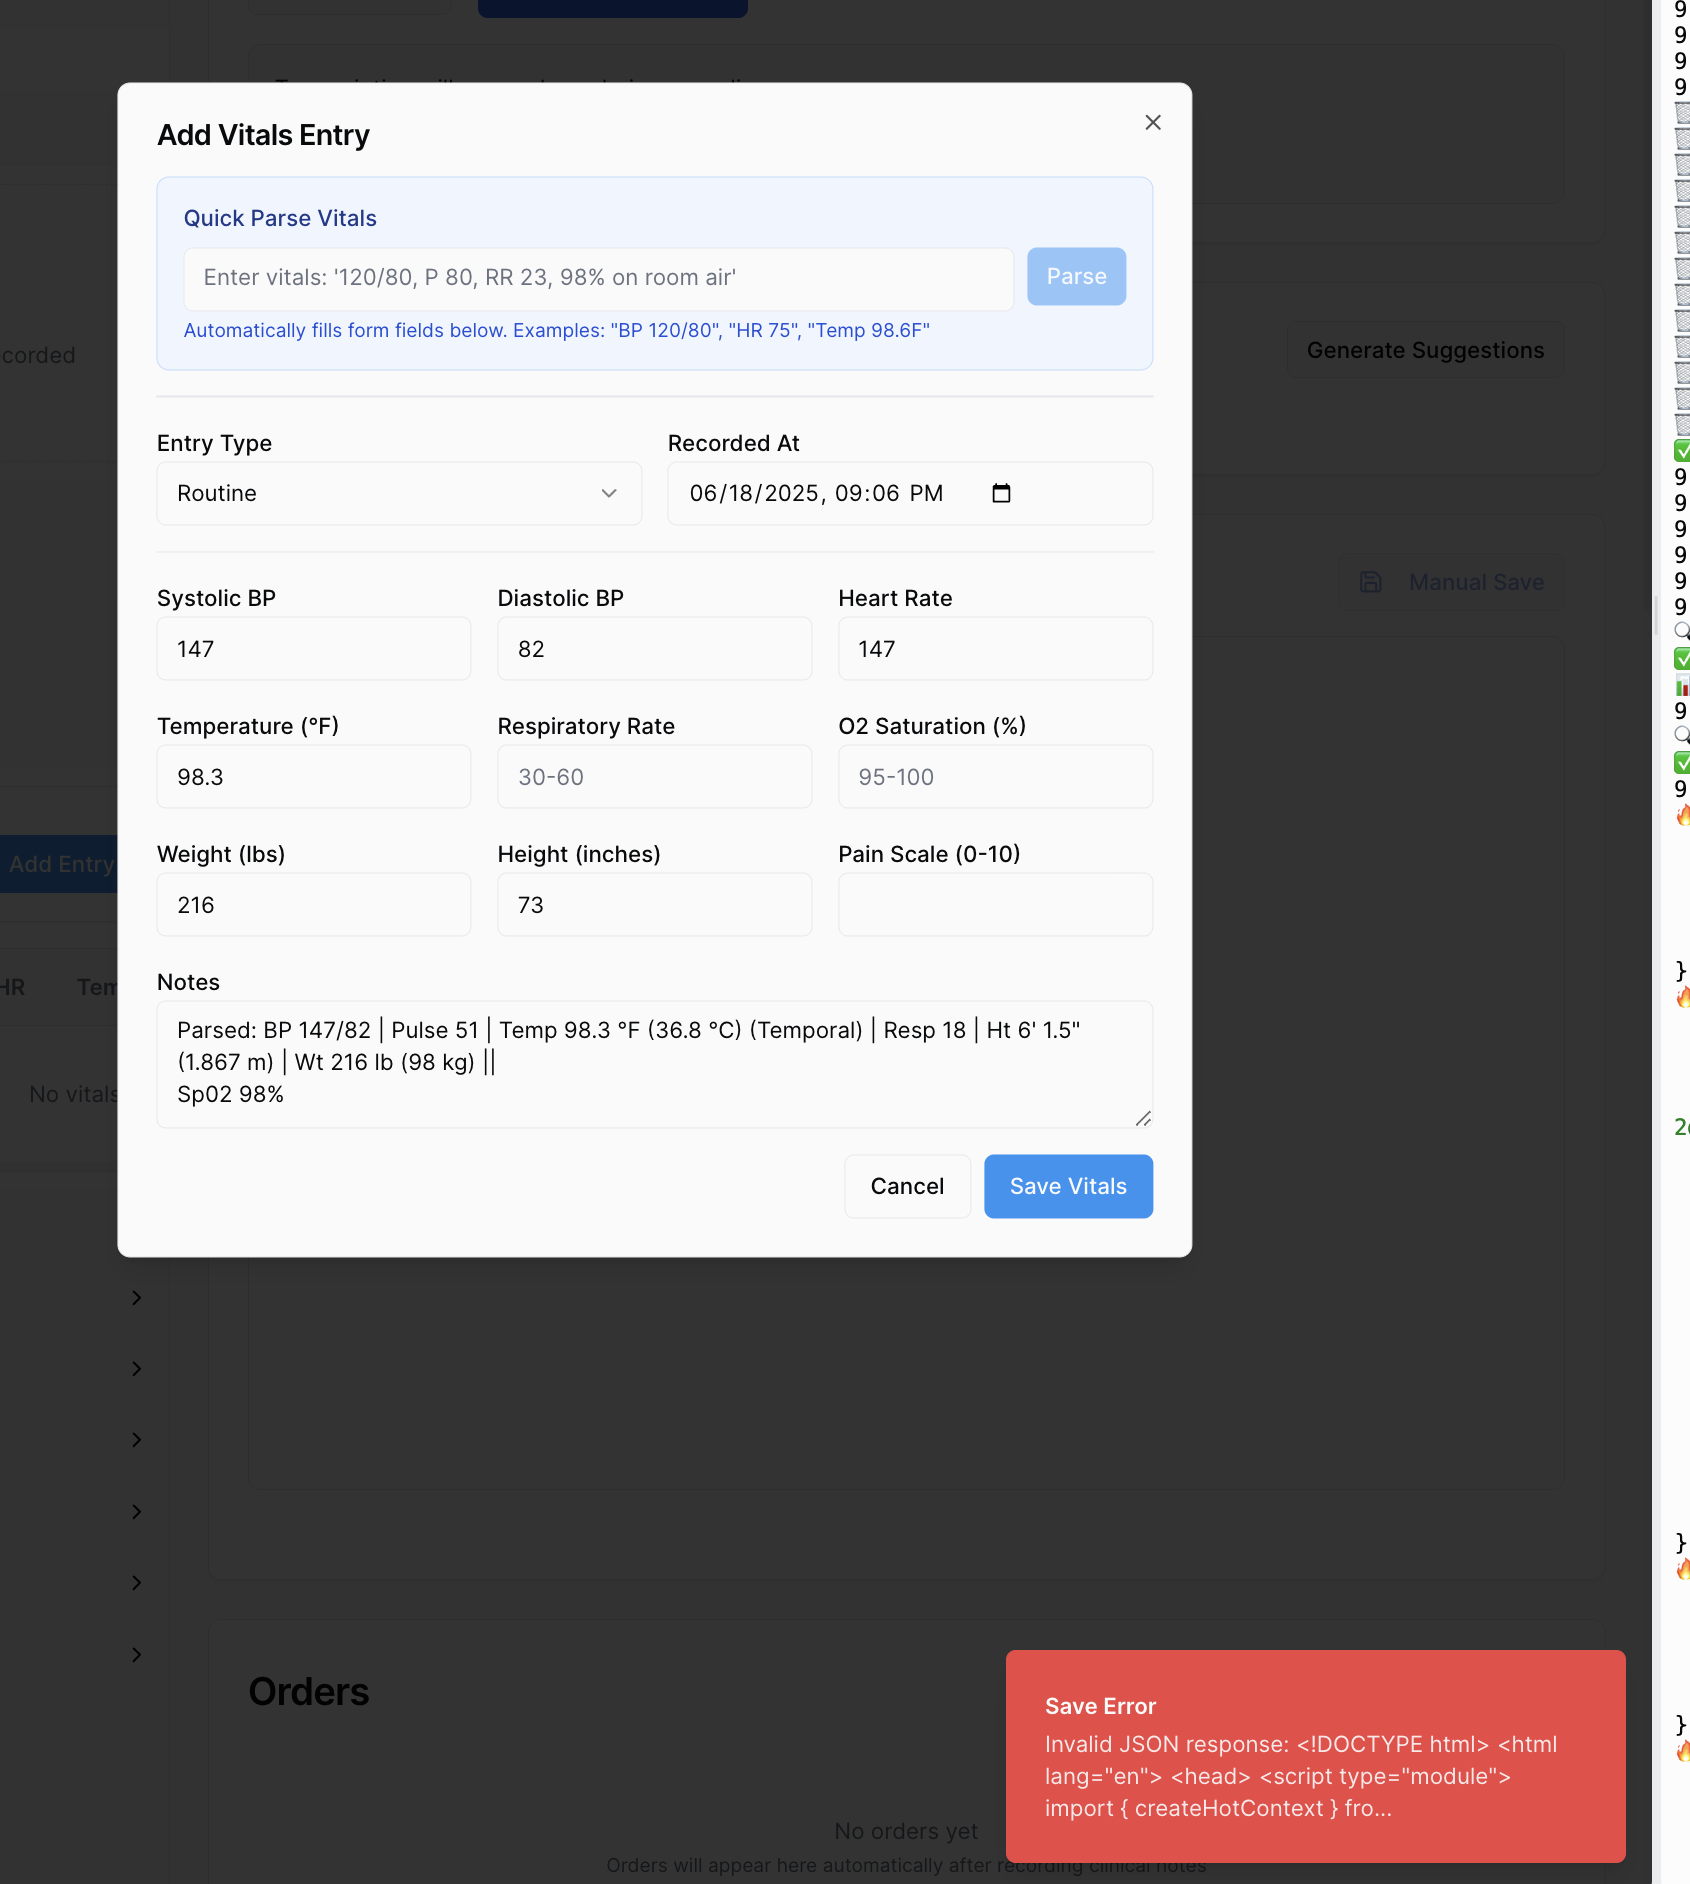 Add Vitals Entry
Quick Parse Vitals
Enter vitals: '120/80, P 80, RR 23, 98% on room air'
Parse
Automatically fills form fields below. Examples: "BP 120/80", "HR 75", "Temp 98.6F"
corded
Generate Suggestions
Entry Type
Recorded At
Routine
06/18/2025, 09:06 PM
Manual Save
Systolic BP
Diastolic BP
Heart Rate
147
82
147
Temperature (°F)
Respiratory Rate
O2 Saturation (%)
98.3
30-60
95-100
Add Entry
Weight (lbs)
Height (inches)
Pain Scale (0-10)
216
73
HR
Tem
Notes
Parsed: BP 147/82 | Pulse 51 | Temp 98.3 °F (36.8 °C) (Temporal) | Resp 18 | Ht 6' 1.5"
(1.867 m) | Wt 216 lb (98 kg) ||
Sp02 98%
No vitals
Cancel
Save Vitals
Orders
No orders yet
Orders will appear here automatically after recording clinical notes
Save Error
Invalid JSON response: <!DOCTYPE html> <html
lang="en"> <head> <script type="module">
import { createHotContext } fro...
9
9
9
9
9
9
9
9
9
9
9
9
}
}
}